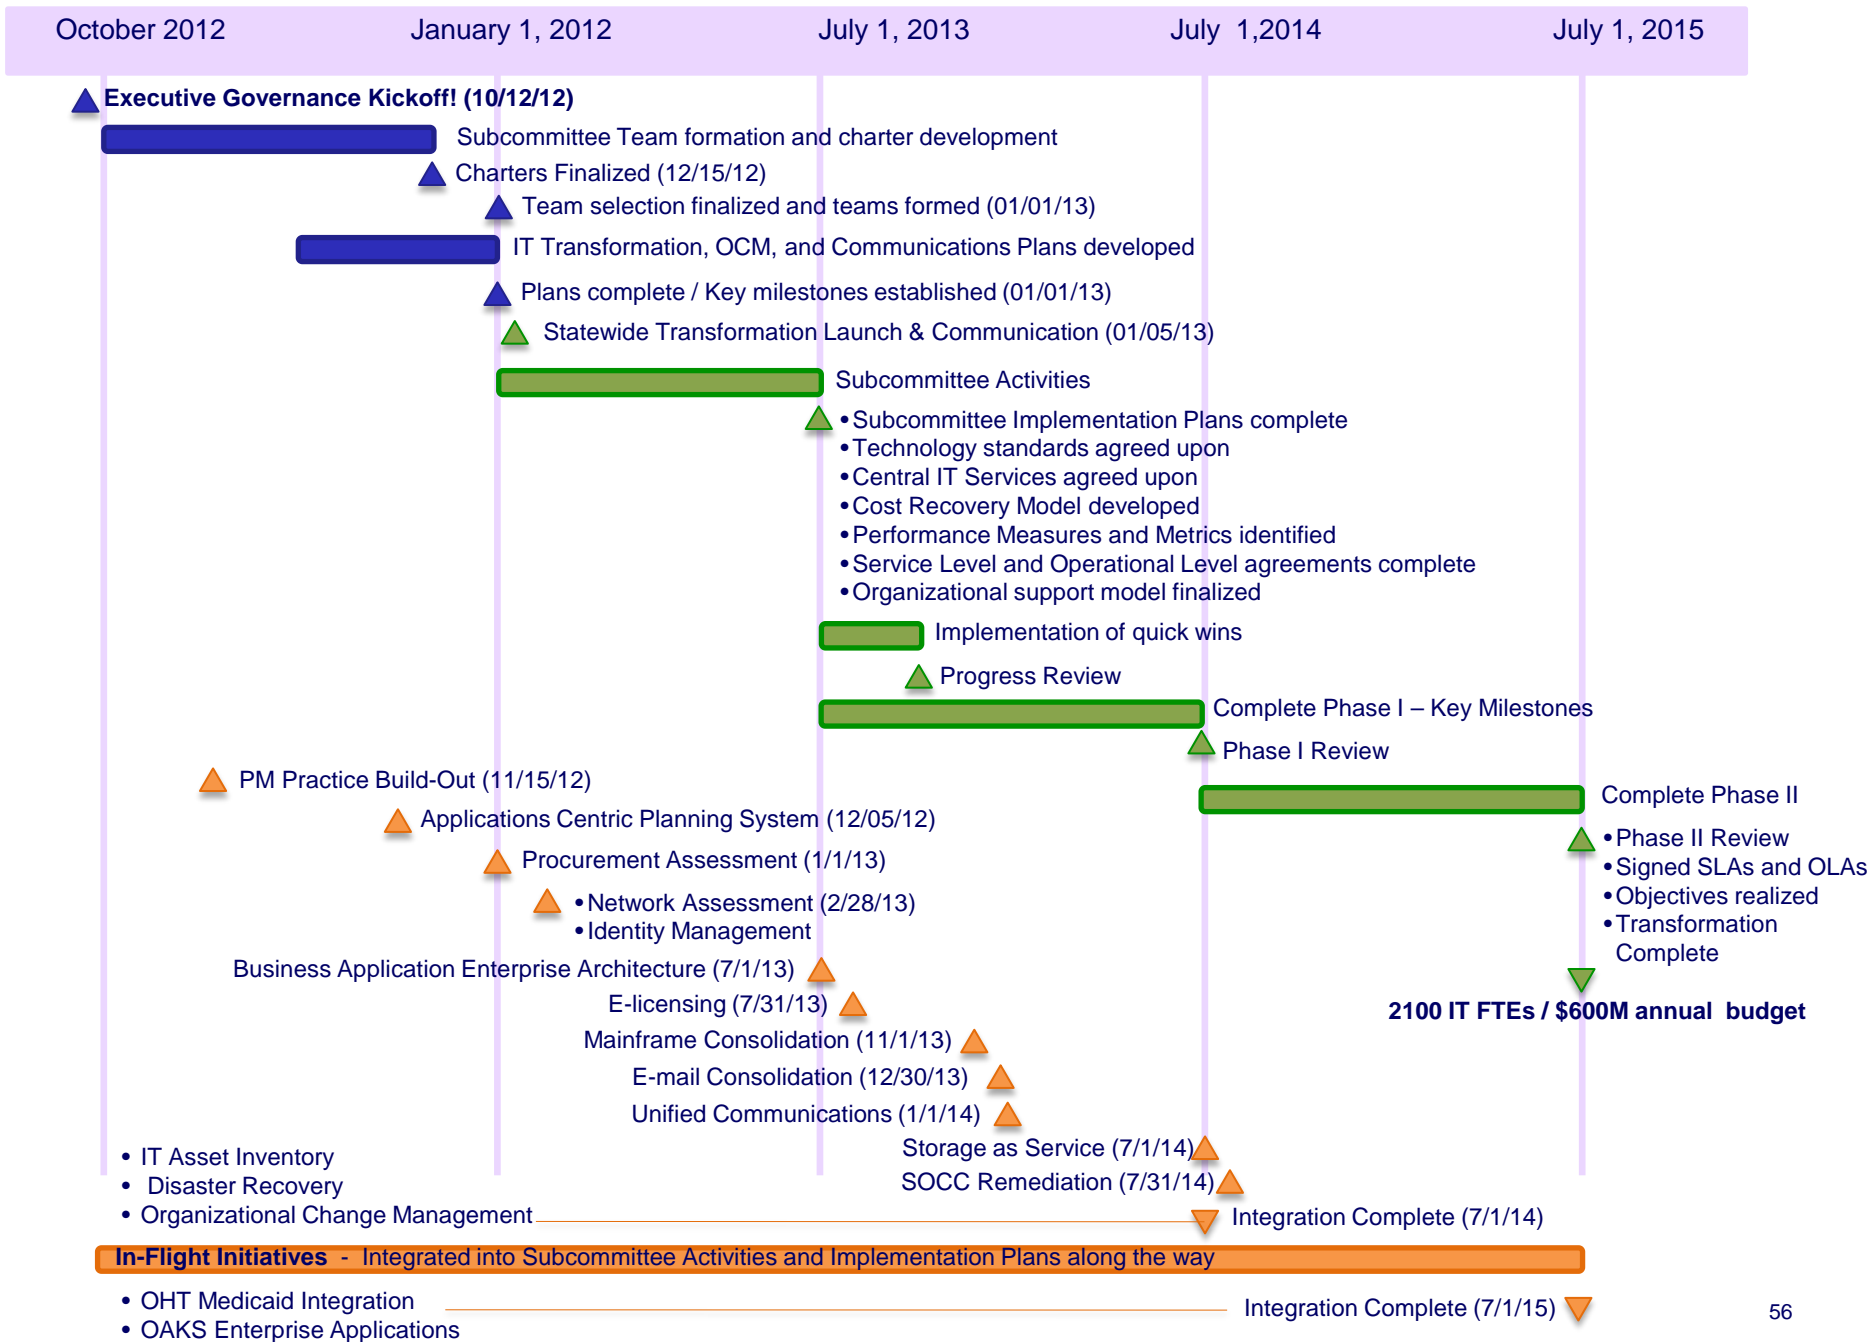 October 2012
January 1, 2012
July 1, 2013
July 1,2014
July 1, 2015
Executive Governance Kickoff! (10/12/12)
Subcommittee Team formation and charter development
Charters Finalized (12/15/12)
Team selection finalized and teams formed (01/01/13)
IT Transformation, OCM, and Communications Plans developed
Plans complete / Key milestones established (01/01/13)
Statewide Transformation Launch & Communication (01/05/13)
Subcommittee Activities
•Subcommittee Implementation Plans complete
•Technology standards agreed upon
•Central IT Services agreed upon
•Cost Recovery Model developed
•Performance Measures and Metrics identified
•Service Level and Operational Level agreements complete
•Organizational support model finalized
Implementation of quick wins
Progress Review
Complete Phase I – Key Milestones
Phase I Review
PM Practice Build-Out (11/15/12)
Complete Phase II
Applications Centric Planning System (12/05/12)
•Phase II Review
•Signed SLAs and OLAs
•Objectives realized
•Transformation
Complete
Procurement Assessment (1/1/13)
•Network Assessment (2/28/13)
•Identity Management
Business Application Enterprise Architecture (7/1/13)
E-licensing (7/31/13)
2100 IT FTEs / $600M annual budget
Mainframe Consolidation (11/1/13)
E-mail Consolidation (12/30/13)
Unified Communications (1/1/14)
Storage as Service (7/1/14)
SOCC Remediation (7/31/14)
• IT Asset Inventory
• Disaster Recovery
• Organizational Change Management
Integration Complete (7/1/14)
In-Flight Initiatives - Integrated into Subcommittee Activities and Implementation Plans along the way
• OHT Medicaid Integration
Integration Complete (7/1/15)
• OAKS Enterprise Applications
56